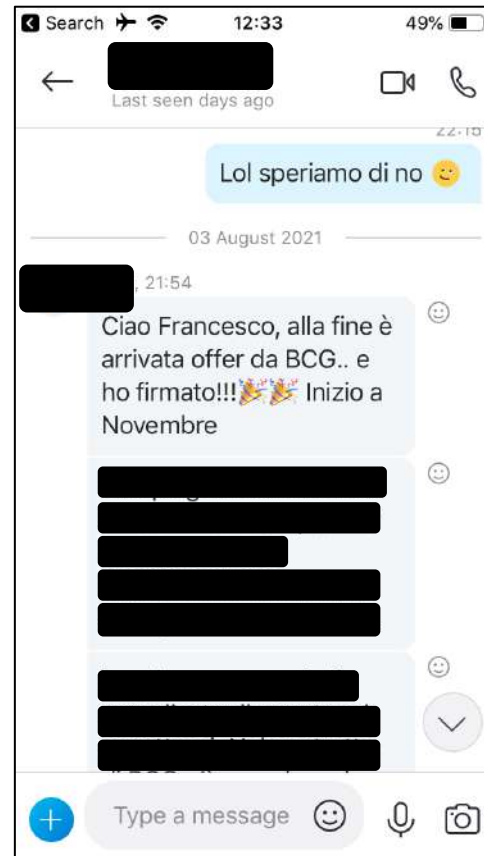 Search 12:33 49%
Last seen days ago
22:15
Lol speriamo di no
03 August 2021
, 21:54
Ciao Francesco, alla fine è
arrivata offer da BCG.. e
ho firmato!!!🎉🎉 Inizio a
Novembre
Type a message